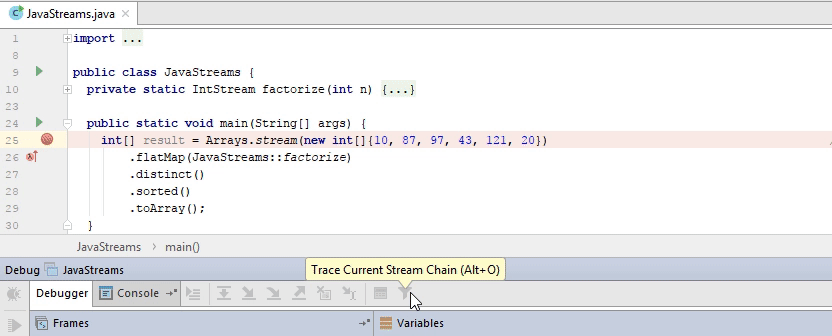 JavaStreams.java ×
1 import ...
8
9 public class JavaStreams {
10 private static IntStream factorize(int n) {...}
23
24 public static void main(String[] args) {
25 int[] result = Arrays.stream(new int[]{10, 87, 97, 43, 121, 20})
26 .flatMap(JavaStreams::factorize)
27 .distinct()
28 .sorted()
29 .toArray();
30 }
JavaStreams › main()
Debug JavaStreams
Trace Current Stream Chain (Alt+O)
Debugger Console
Frames Variables